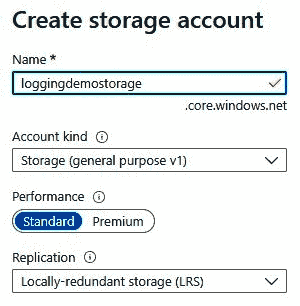 Create storage account
Name *
loggingdemostorage
.core.windows.net
Account kind
Storage (general purpose v1)
Performance
Standard Premium
Replication
Locally-redundant storage (LRS)